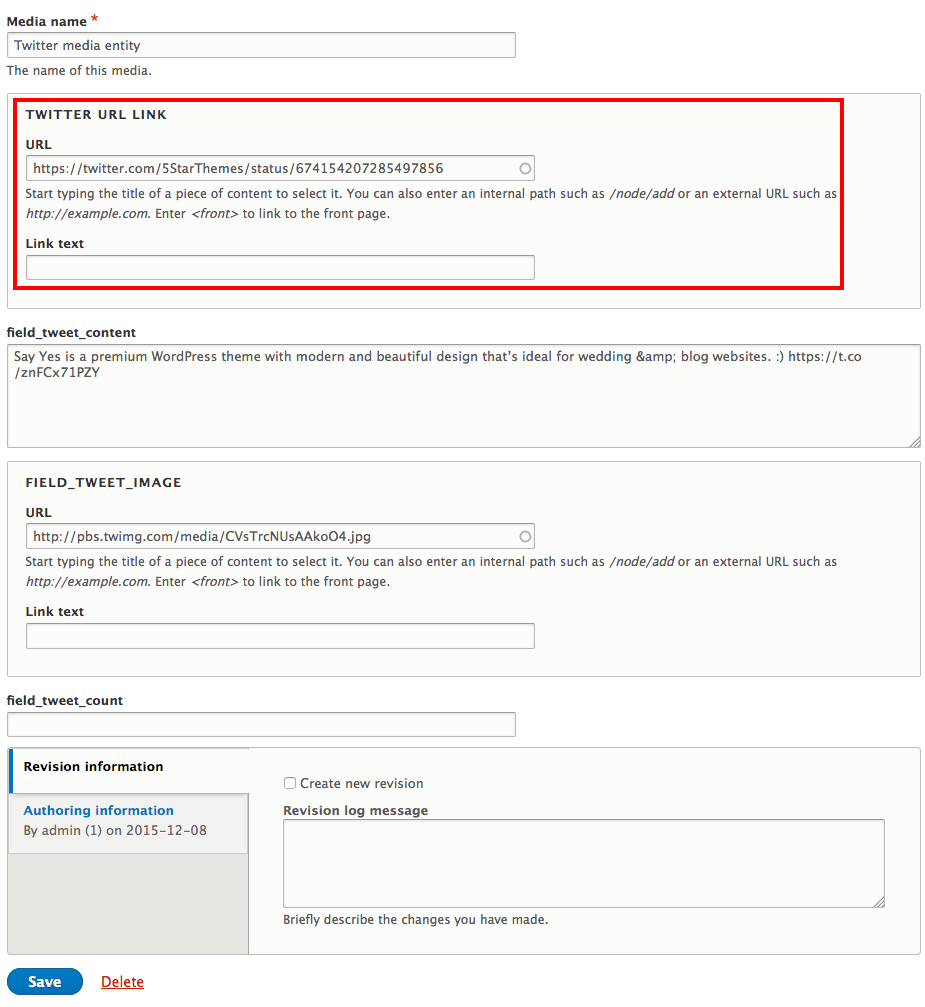 Media name *
Twitter media entity
The name of this media.
TWITTER URL LINK
URL
https://twitter.com/5StarThemes/status/674154207285497856
Start typing the title of a piece of content to select it. You can also enter an internal path such as /node/add or an external URL such as
http://example.com. Enter <front> to link to the front page.
Link text
field_tweet_content
Say Yes is a premium WordPress theme with modern and beautiful design that's ideal for wedding &amp; blog websites. :) https://t.co
/znFCx71PZY
FIELD_TWEET_IMAGE
URL
http://pbs.twimg.com/media/CVsTrcNUsAAkoO4.jpg
Start typing the title of a piece of content to select it. You can also enter an internal path such as /node/add or an external URL such as
http://example.com. Enter <front> to link to the front page.
Link text
field_tweet_count
Revision information
Authoring information
By admin (1) on 2015-12-08
Create new revision
Revision log message
Briefly describe the changes you have made.
Save Delete